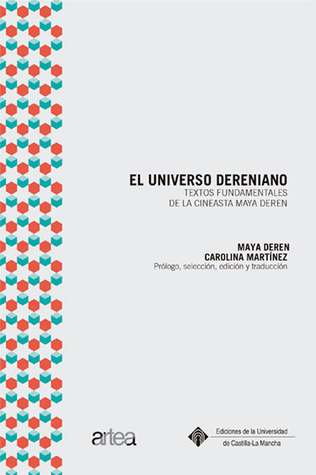 EL UNIVERSO DERENIANO
TEXTOS FUNDAMENTALES
DE LA CINEASTA MAYA DEREN
MAYA DEREN
CAROLINA MARTÍNEZ
Prólogo, selección, edición y traducción
artea
Ediciones de la Universidad
de Castilla-La Mancha